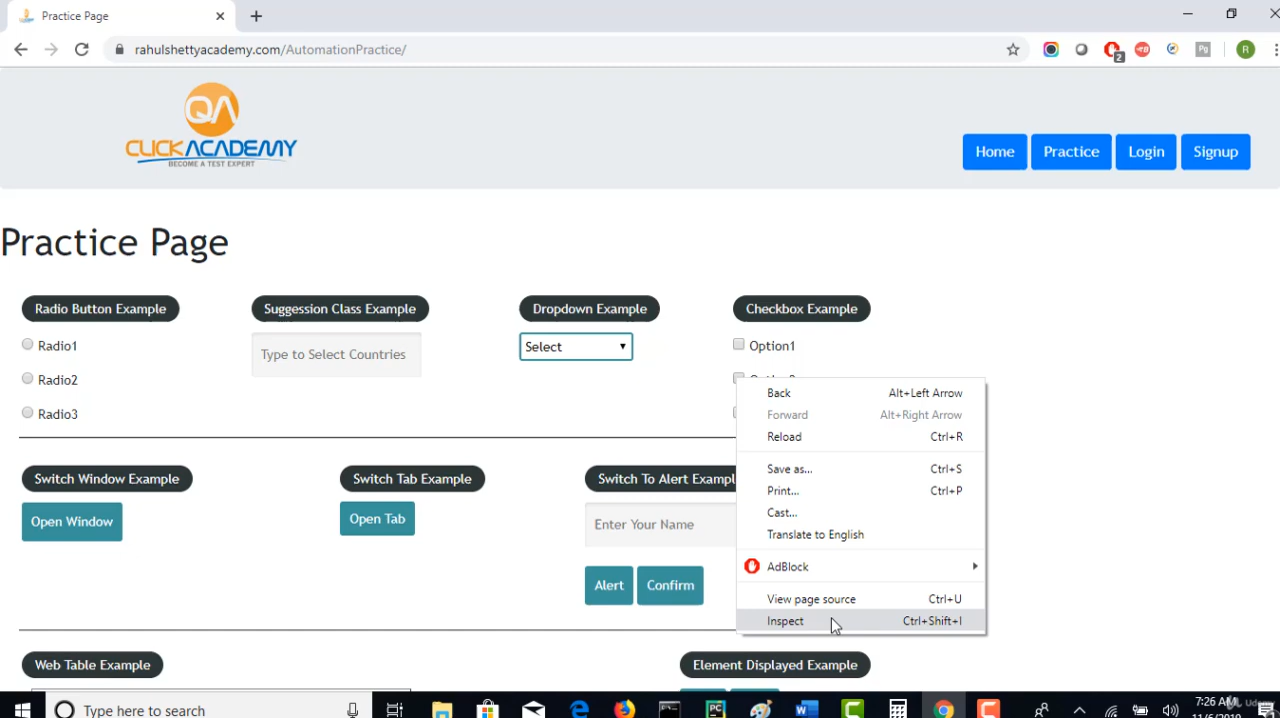 Practice Page
rahulshettyacademy.com/AutomationPractice/
2
Pg
R
QA
CLICKACADEMY
BECOME A TEST EXPERT
Home
Practice
Login
Signup
Practice Page
Radio Button Example
Suggession Class Example
Dropdown Example
Checkbox Example
Radio1
Type to Select Countries
Select
Option1
Radio2
Radio3
Back Alt+Left Arrow
Forward Alt+Right Arrow
Reload Ctrl+R
Save as... Ctrl+S
Print... Ctrl+P
Cast...
Translate to English
AdBlock
View page source Ctrl+U
Inspect Ctrl+Shift+I
Switch Window Example
Switch Tab Example
Switch To Alert Exampl
Open Window
Open Tab
Enter Your Name
Alert
Confirm
Web Table Example
Element Displayed Example
Type here to search
PC
7:26 AM